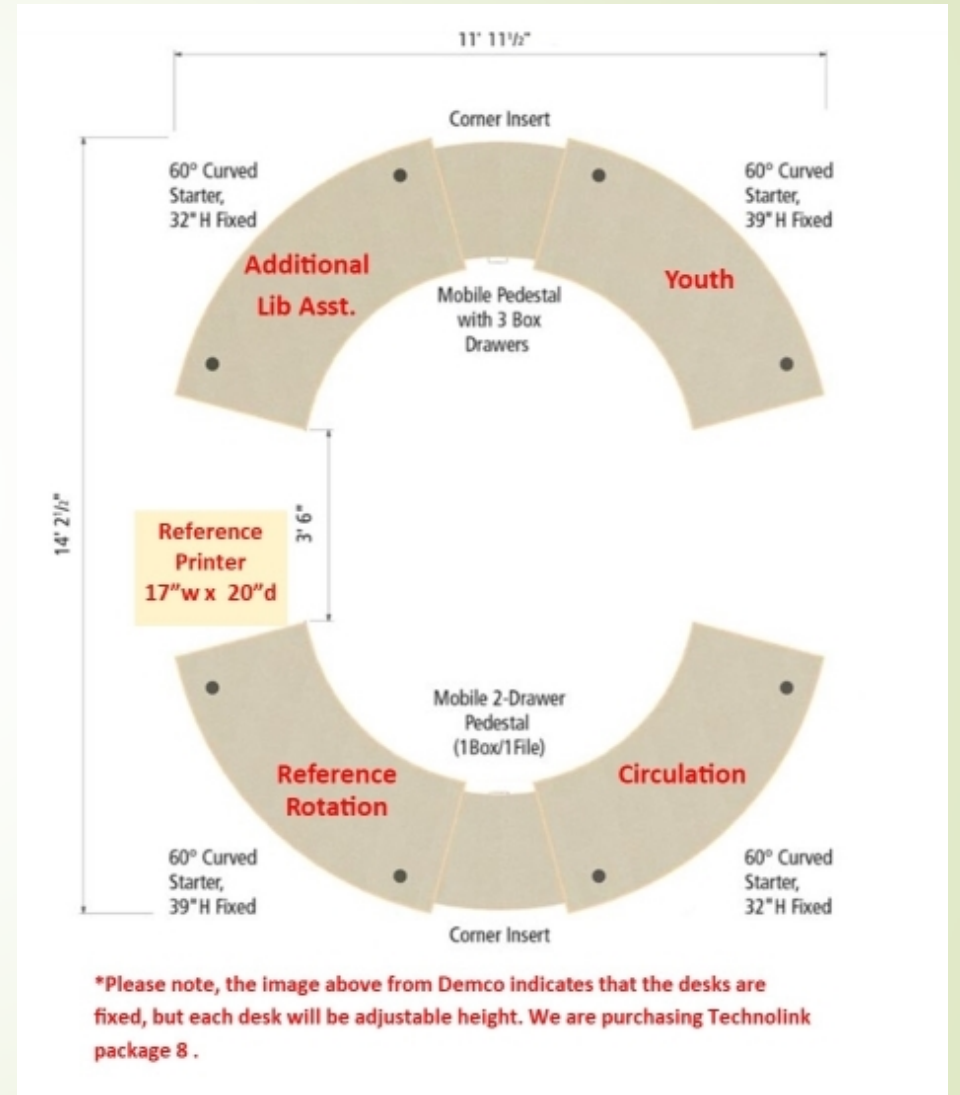 11' 11½"
Corner Insert
60° Curved
Starter,
32"H Fixed
60° Curved
Starter,
39"H Fixed
Additional
Lib Asst.
Youth
Mobile Pedestal
with 3 Box
Drawers
14' 2½"
3' 6"
Reference
Printer
17”w x 20”d
Mobile 2-Drawer
Pedestal
(1Box/1File)
Reference
Rotation
Circulation
60° Curved
Starter,
39"H Fixed
60° Curved
Starter,
32"H Fixed
Corner Insert
*Please note, the image above from Demco indicates that the desks are
fixed, but each desk will be adjustable height. We are purchasing Technolink
package 8 .